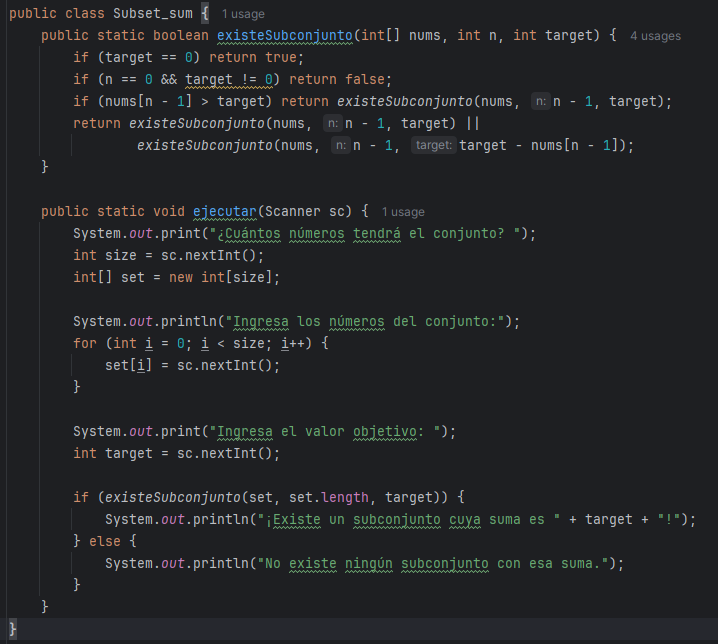 public class Subset_sum {  1 usage
    public static boolean existeSubconjunto(int[] nums, int n, int target) {  4 usages
        if (target == 0) return true;
        if (n == 0 && target != 0) return false;
        if (nums[n - 1] > target) return existeSubconjunto(nums, n: n - 1, target);
        return existeSubconjunto(nums, n: n - 1, target) ||
                existeSubconjunto(nums, n: n - 1, target: target - nums[n - 1]);
    }

    public static void ejecutar(Scanner sc) {  1 usage
        System.out.print("¿Cuántos números tendrá el conjunto? ");
        int size = sc.nextInt();
        int[] set = new int[size];

        System.out.println("Ingresa los números del conjunto:");
        for (int i = 0; i < size; i++) {
            set[i] = sc.nextInt();
        }

        System.out.print("Ingresa el valor objetivo: ");
        int target = sc.nextInt();

        if (existeSubconjunto(set, set.length, target)) {
            System.out.println("¡Existe un subconjunto cuya suma es " + target + "!");
        } else {
            System.out.println("No existe ningún subconjunto con esa suma.");
        }
    }
}